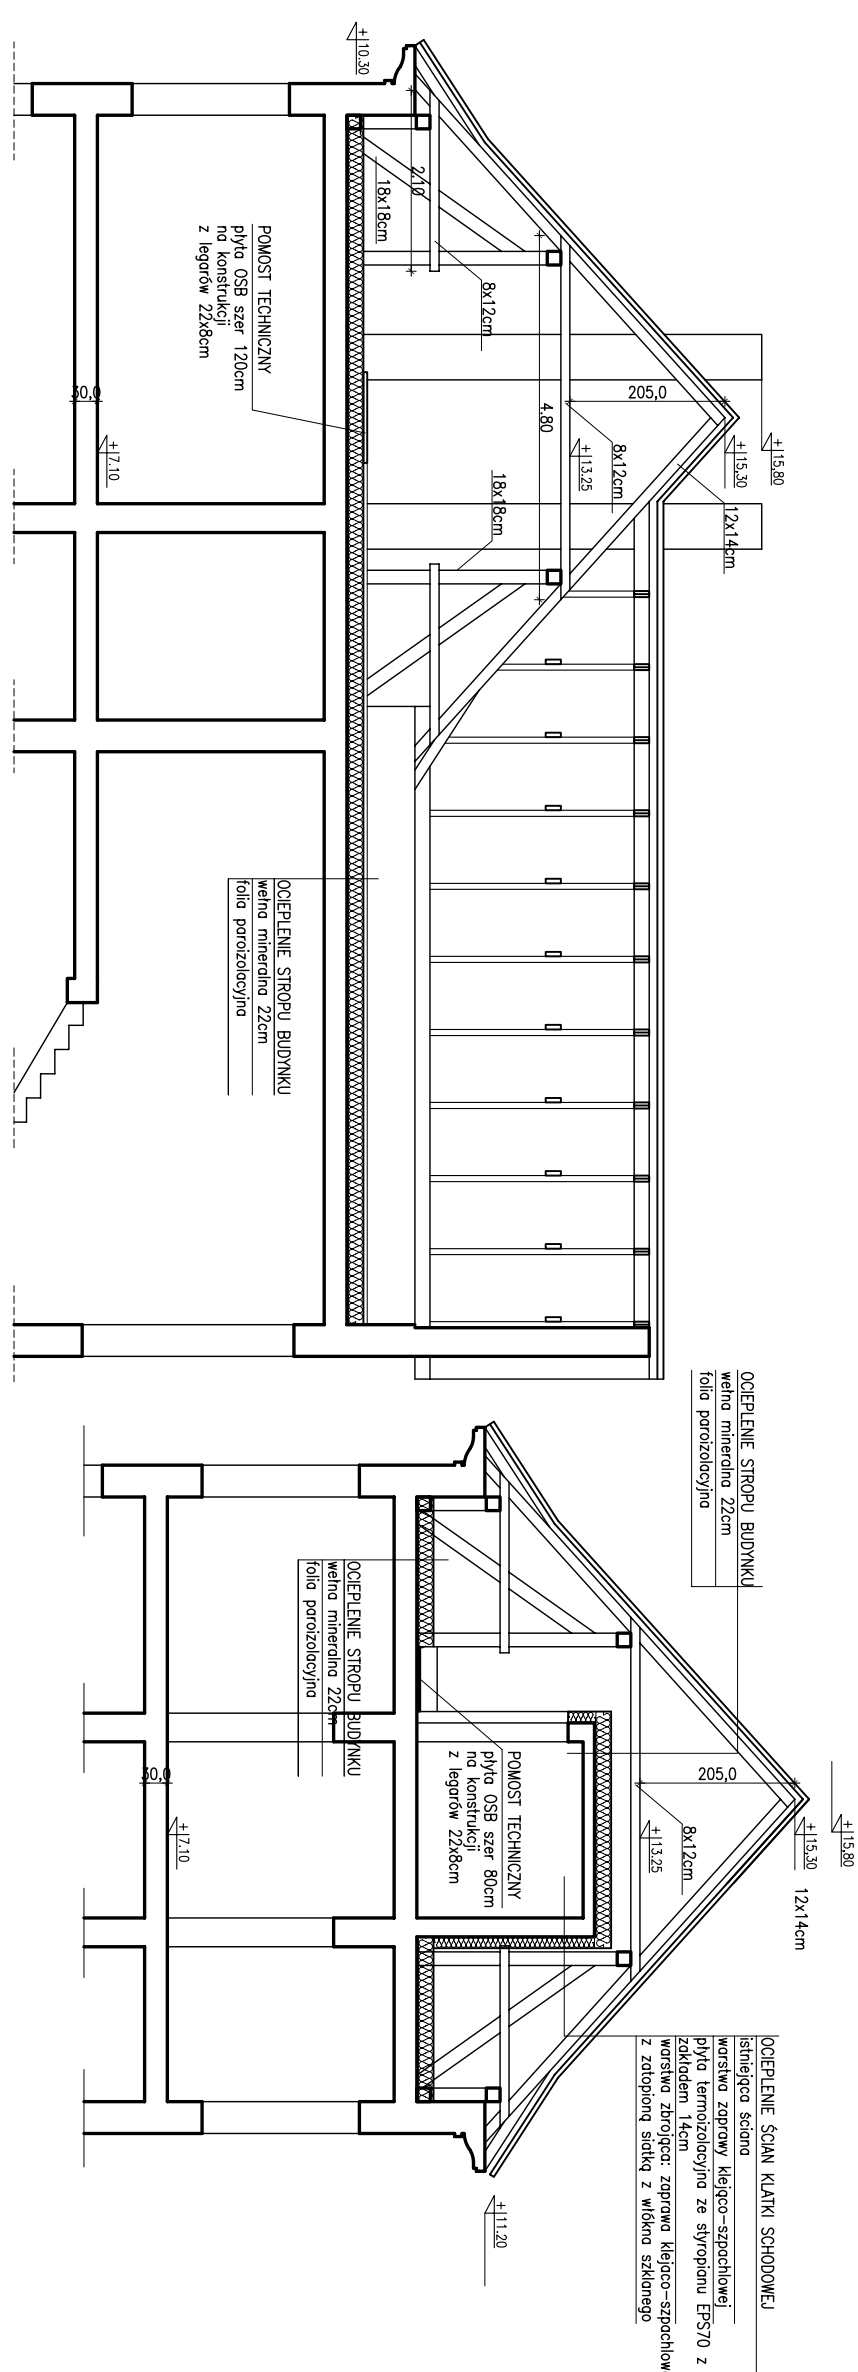 +10.30
2.10
18x18cm
8x12cm
POMOST TECHNICZNY
płyta OSB szer 120cm
na konstrukcji
z legarów 22x8cm
30,0
+7.10
4.80
205,0
8x12cm
+13.25
+15,30
+15,80
12x14cm
18x18cm
OCIEPLENIE STROPU BUDYNKU
wełna mineralna 22cm
folia paroizolacyjna
OCIEPLENIE STROPU BUDYNKU
wełna mineralna 22cm
folia paroizolacyjna
OCIEPLENIE STROPU BUDYNKU
wełna mineralna 22cm
folia paroizolacyjna
30,0
+7.10
POMOST TECHNICZNY
płyta OSB szer 80cm
na konstrukcji
z legarów 22x8cm
205,0
8x12cm
+13.25
+15,30
+15,80
12x14cm
OCIEPLENIE ŚCIAN KLATKI SCHODOWEJ
istniejąca ściana
warstwa zaprawy klejąco-szpachlowej
płyta termoizolacyjna ze styropianu EPS70 z
zakładem 14cm
warstwa zbrojąca: zaprawa klejaco-szpachlow
z zatopioną siatką z włókna szklanego
+11.20